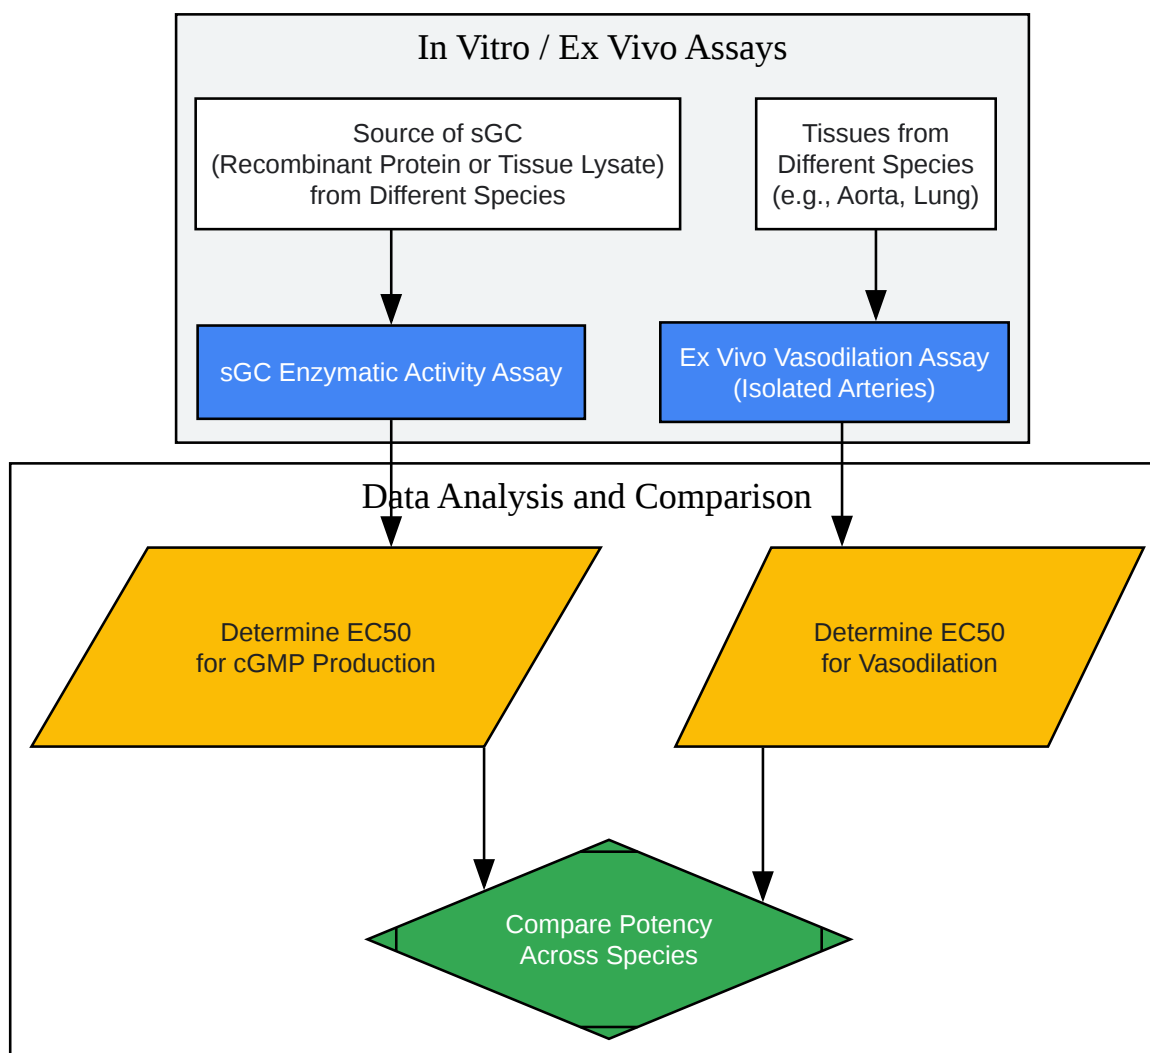 In Vitro / Ex Vivo Assays
Source of sGC
(Recombinant Protein or Tissue Lysate)
from Different Species
Tissues from
Different Species
(e.g., Aorta, Lung)
sGC Enzymatic Activity Assay
Ex Vivo Vasodilation Assay
(Isolated Arteries)
Data Analysis and Comparison
Determine EC50
for cGMP Production
Determine EC50
for Vasodilation
Compare Potency
Across Species